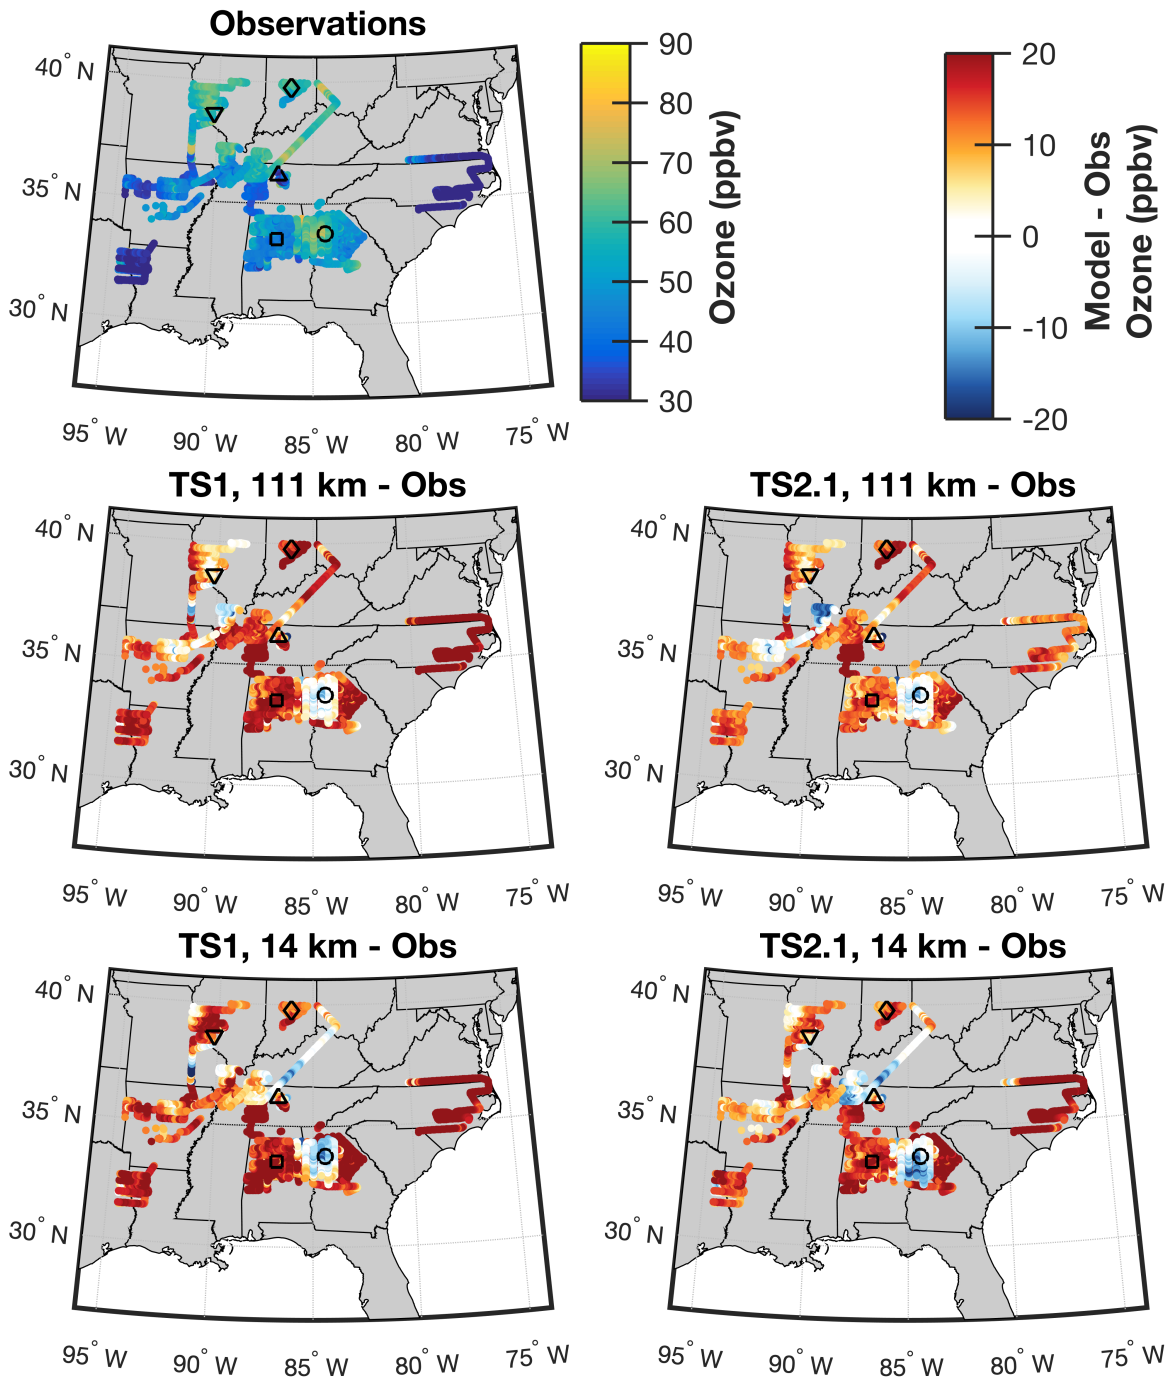 Observations
40° N
35° N
30° N
95° W
90° W
85° W
80° W
75° W
90
80
70
60
50
40
30
Ozone (ppbv)
20
10
0
-10
-20
Model - Obs
Ozone (ppbv)
TS1, 111 km - Obs
40° N
35° N
30° N
95° W
90° W
85° W
80° W
75° W
TS2.1, 111 km - Obs
40° N
35° N
30° N
95° W
90° W
85° W
80° W
75° W
TS1, 14 km - Obs
40° N
35° N
30° N
95° W
90° W
85° W
80° W
75° W
TS2.1, 14 km - Obs
40° N
35° N
30° N
95° W
90° W
85° W
80° W
75° W